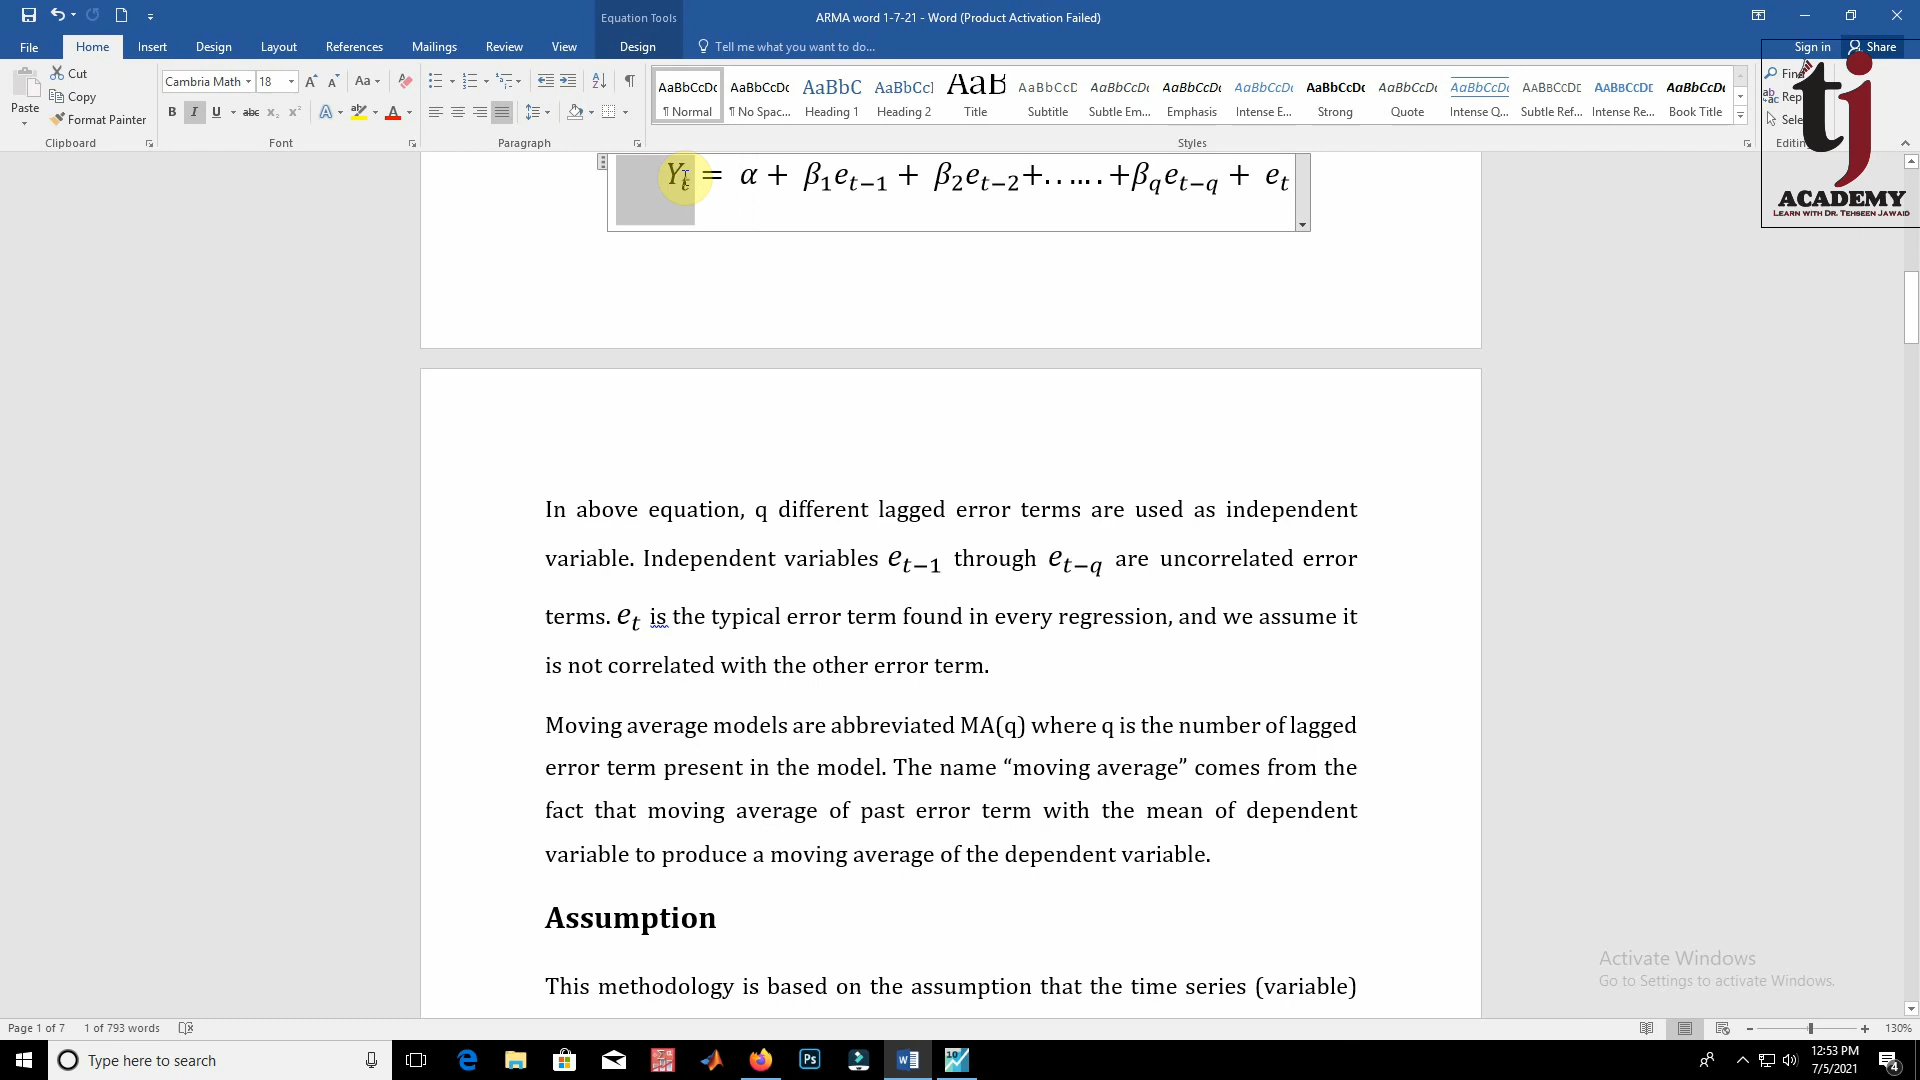 Equation Tools
ARMA word 1-7-21 - Word (Product Activation Failed)
File Home Insert Design Layout References Mailings Review View Design Tell me what you want to do... Sign in Share
Paste
Cut
Copy
Format Painter
Clipboard
Cambria Math 18
Font
Paragraph
AaBbCcDc AaBbCcDc AaBbC AaBbCcI AaB AaBbCcD AaBbCcDc AaBbCcDc AaBbCcDc AaBbCcDc AaBbCcDc AaBbCcDc AABBCCDE AABBCCDE AaBbCcDc
¶ Normal ¶ No Spac... Heading 1 Heading 2 Title Subtitle Subtle Em... Emphasis Intense E... Strong Quote Intense Q... Subtle Ref... Intense Re... Book Title
Styles
tj
ACADEMY
LEARN WITH DR. TEHSEEN JAWAID
Yₜ = α + β₁eₜ₋₁ + β₂eₜ₋₂+......+β_q e_{t−q} + eₜ
In above equation, q different lagged error terms are used as independent
variable. Independent variables eₜ₋₁ through e_{t−q} are uncorrelated error
terms. eₜ is the typical error term found in every regression, and we assume it
is not correlated with the other error term.
Moving average models are abbreviated MA(q) where q is the number of lagged
error term present in the model. The name “moving average” comes from the
fact that moving average of past error term with the mean of dependent
variable to produce a moving average of the dependent variable.
Assumption
This methodology is based on the assumption that the time series (variable)
Activate Windows
Go to Settings to activate Windows.
Page 1 of 7 1 of 793 words 130%
Type here to search
12:53 PM
7/5/2021